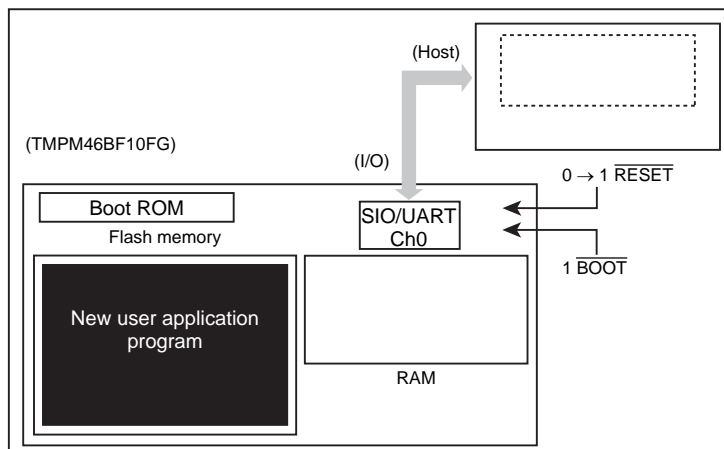 (Host)
(TMPM46BF10FG)
(I/O)
0 → 1 RESET
Boot ROM
SIO/UART
Ch0
Flash memory
1 BOOT
New user application
program
RAM